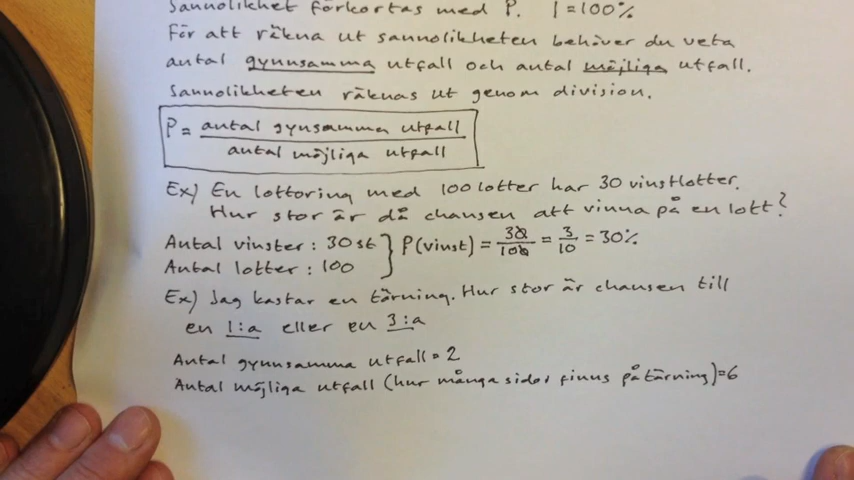 Sannolikhet förkortas med P. 1=100%
För att räkna ut sannolikheten behöver du veta
antal gynnsamma utfall och antal möjliga utfall.
Sannolikheten räknas ut genom division.
P = antal gynsamma utfall / antal möjliga utfall
Ex) En lottoring med 100 lotter har 30 vinstlotter.
Hur stor är då chansen att vinna på en lott?
Antal vinster : 30 st } P(vinst) = 30/100 = 3/10 = 30%
Antal lotter : 100
Ex) Jag kastar en tärning. Hur stor är chansen till
en 1:a eller en 3:a
Antal gynnsamma utfall = 2
Antal möjliga utfall (hur många sidor finns på tärning) = 6